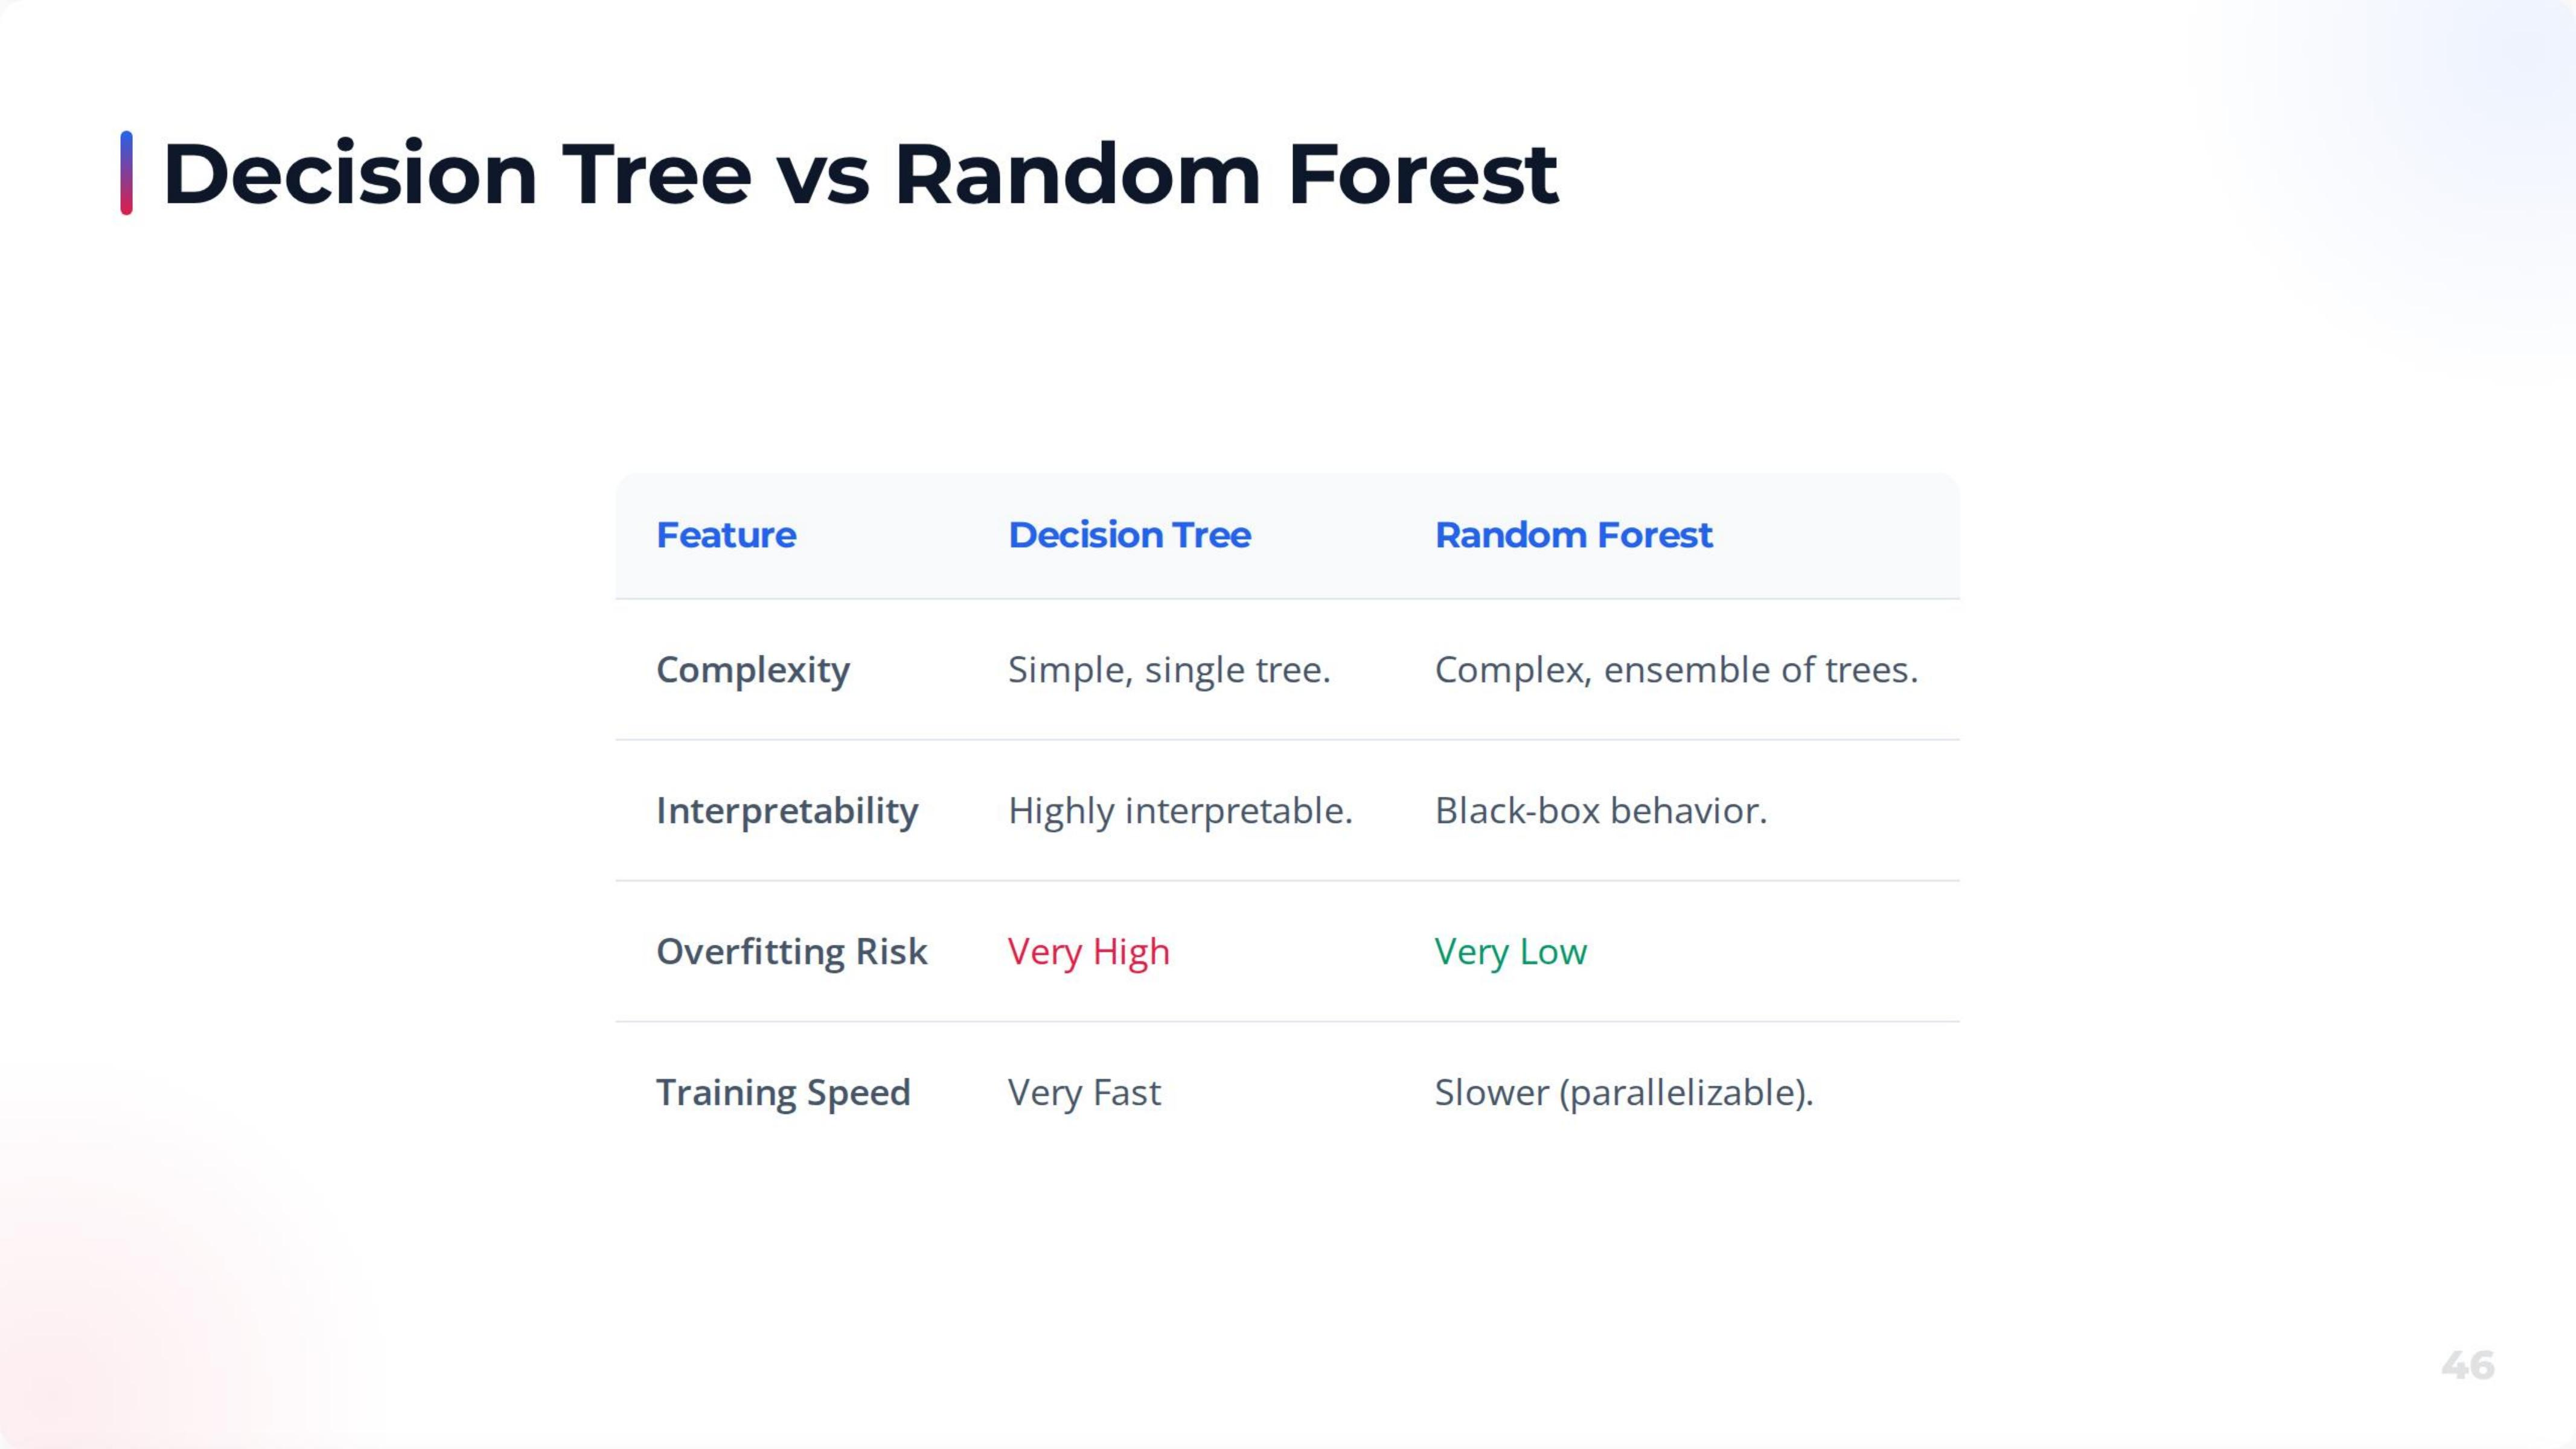 Decision Tree vs Random Forest
Feature Decision Tree Random Forest
Complexity Simple, single tree. Complex, ensemble of trees.
Interpretability Highly interpretable. Black-box behavior.
Overfitting Risk Very High Very Low
Training Speed Very Fast Slower (parallelizable).
46